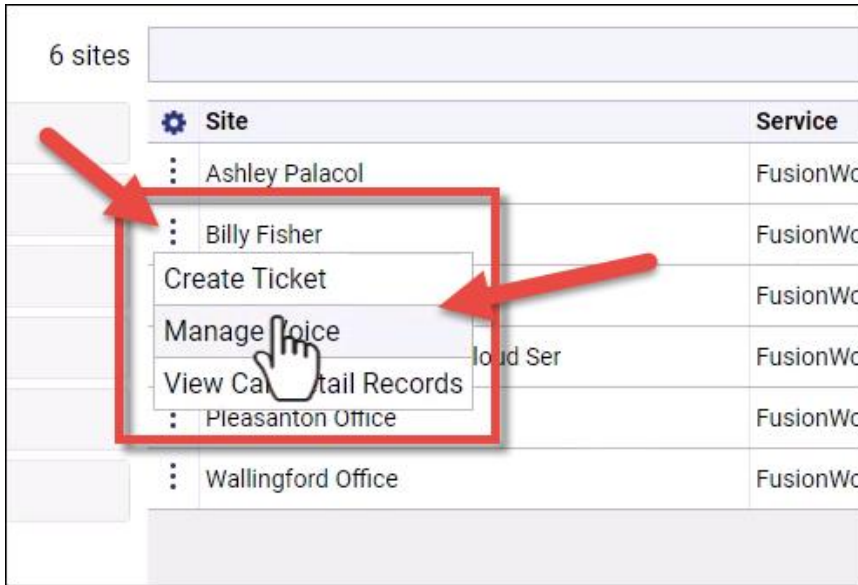 6 sites
Site Service
Ashley Palacol FusionWo
Billy Fisher FusionWo
Create Ticket
FusionWo
Manage Voice
loud Ser FusionWo
View Ca tail Records
Pleasanton Office FusionWo
Wallingford Office FusionWo